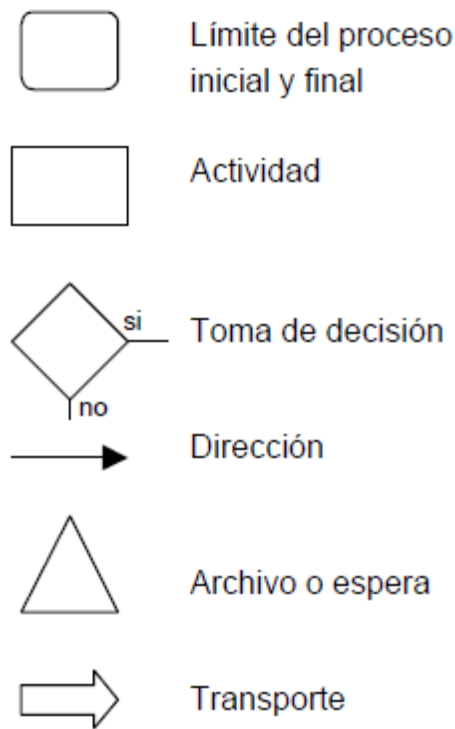 Límite del proceso
inicial y final
Actividad
si
Toma de decisión
no
Dirección
Archivo o espera
Transporte